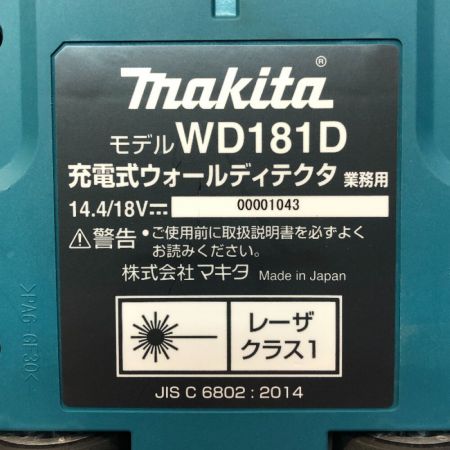 makita®
モデル WD181D
充電式ウォールディテクタ 業務用
14.4/18V⎓ 00001043
⚠警告 •ご使用前に取扱説明書を必ずよく
お読みください。
株式会社 マキタ Made in Japan
レーザ
クラス1
JIS C 6802 : 2014
>PA6-GF30<